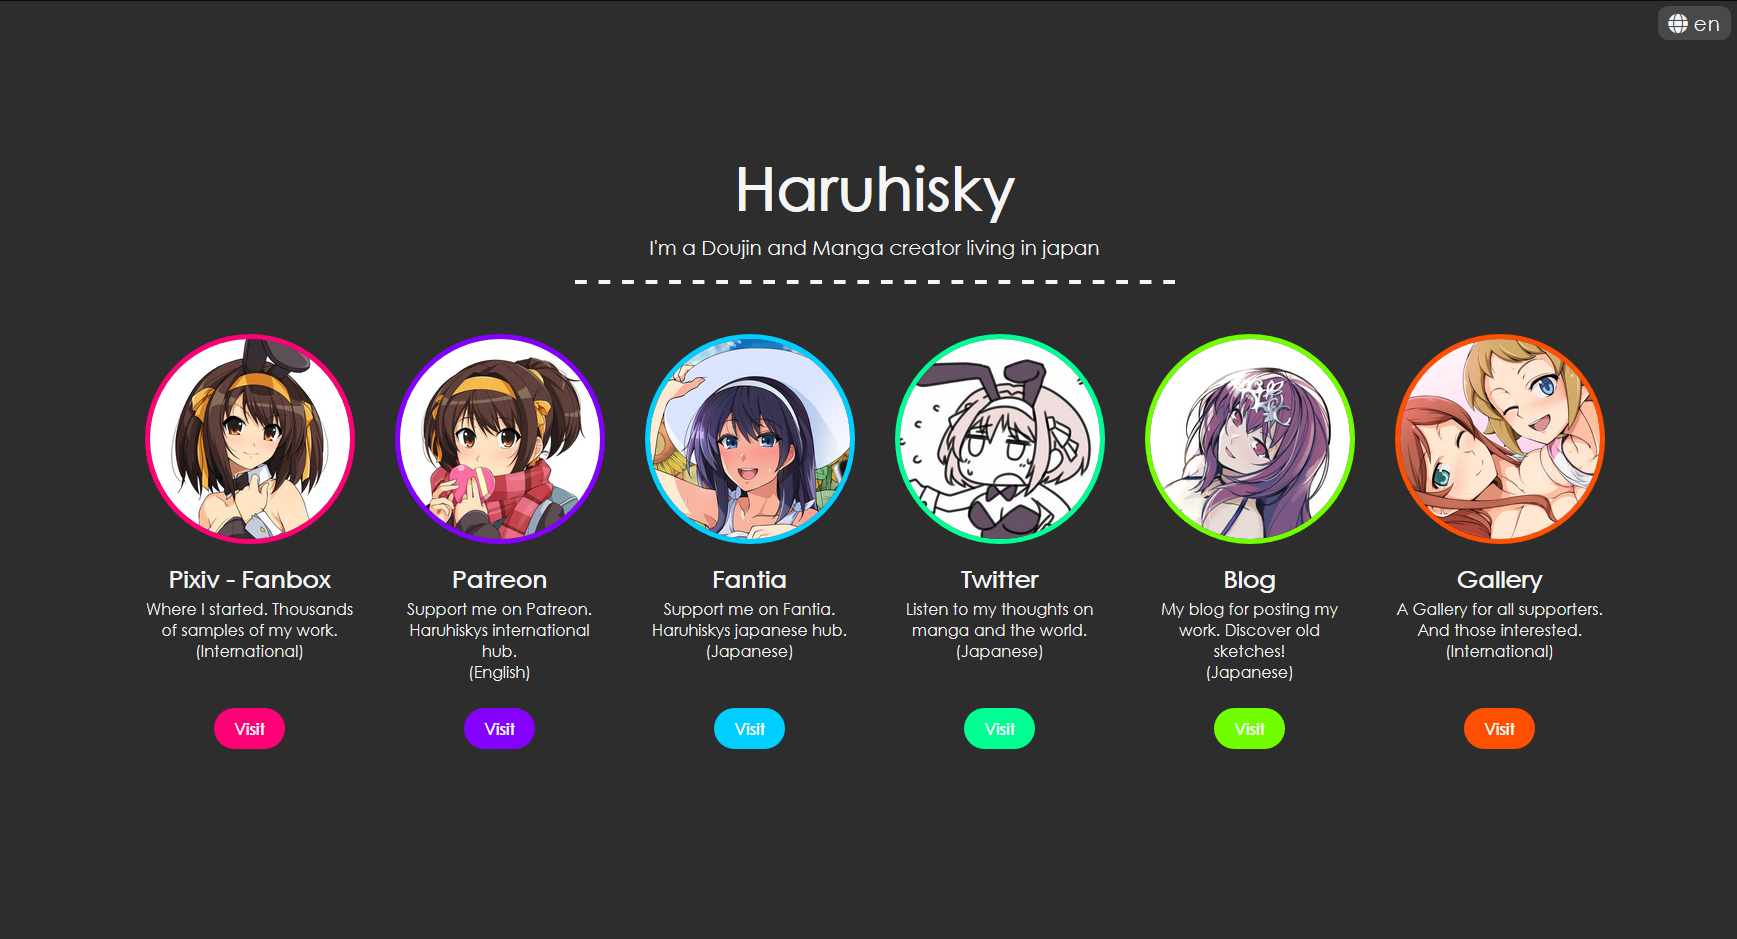 en
Haruhisky
I'm a Doujin and Manga creator living in japan
Pixiv - Fanbox
Where I started. Thousands
of samples of my work.
(International)
Visit
Patreon
Support me on Patreon.
Haruhiskys international
hub.
(English)
Visit
Fantia
Support me on Fantia.
Haruhiskys japanese hub.
(Japanese)
Visit
Twitter
Listen to my thoughts on
manga and the world.
(Japanese)
Visit
Blog
My blog for posting my
work. Discover old
sketches!
(Japanese)
Visit
Gallery
A Gallery for all supporters.
And those interested.
(International)
Visit